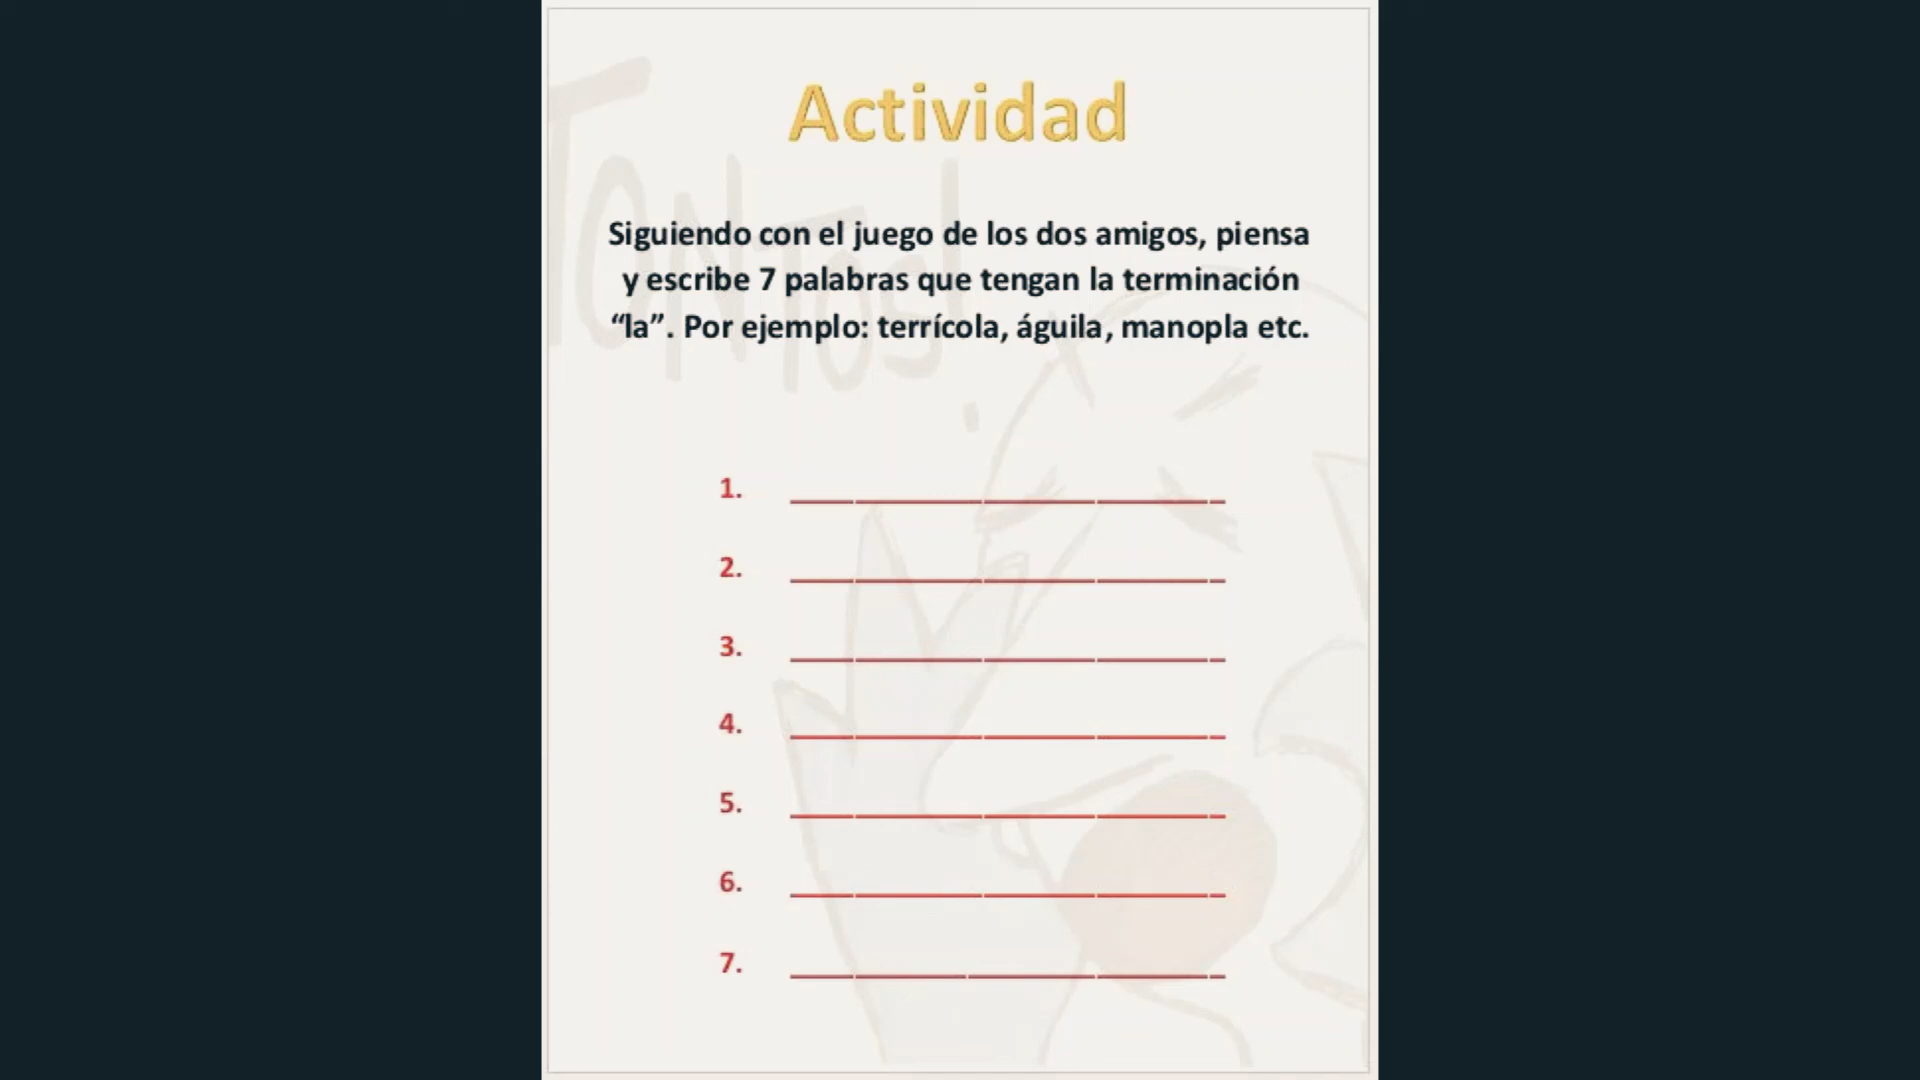 Actividad
Siguiendo con el juego de los dos amigos, piensa
y escribe 7 palabras que tengan la terminación
“la”. Por ejemplo: terrícola, águila, manopla etc.
TONTOS!
1.
2.
3.
4.
5.
6.
7.